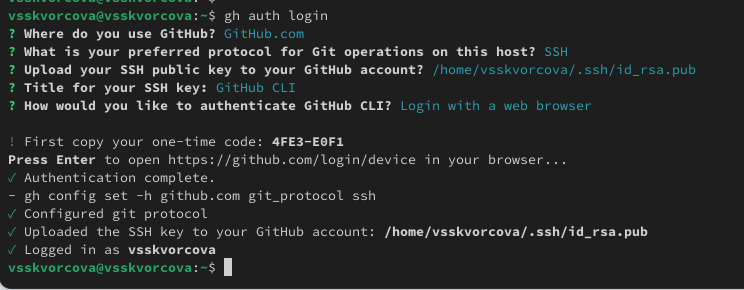 vsskvorcova@vsskvorcova:~$ gh auth login
? Where do you use GitHub? GitHub.com
? What is your preferred protocol for Git operations on this host? SSH
? Upload your SSH public key to your GitHub account? /home/vsskvorcova/.ssh/id_rsa.pub
? Title for your SSH key: GitHub CLI
? How would you like to authenticate GitHub CLI? Login with a web browser
! First copy your one-time code: 4FE3-E0F1
Press Enter to open https://github.com/login/device in your browser...
✓ Authentication complete.
- gh config set -h github.com git_protocol ssh
✓ Configured git protocol
✓ Uploaded the SSH key to your GitHub account: /home/vsskvorcova/.ssh/id_rsa.pub
✓ Logged in as vsskvorcova
vsskvorcova@vsskvorcova:~$